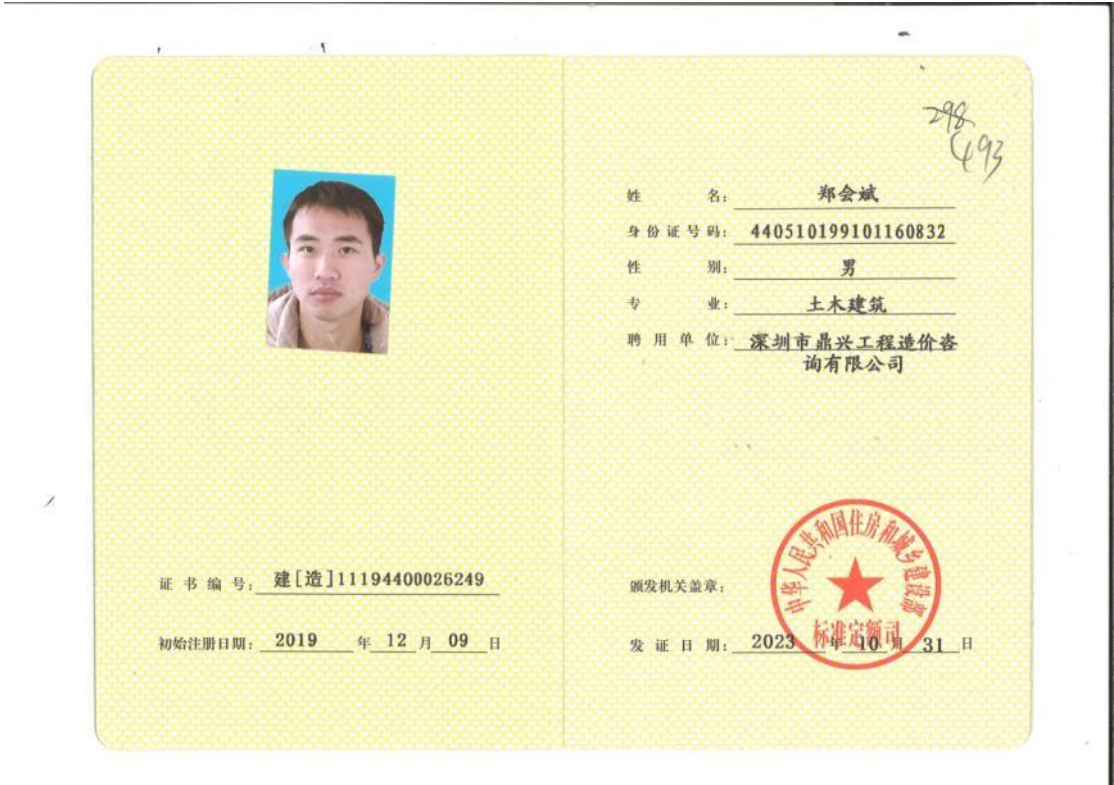 298
493
姓 名: 郑会斌
身份证号码: 440510199101160832
性 别: 男
专 业: 土木建筑
聘用单位: 深圳市鼎兴工程造价咨
询有限公司
证书编号: 建[造]11194400026249
初始注册日期: 2019 年 12 月 09 日
颁发机关盖章:
中华人民共和国住房和城乡建设部
标准定额司
发证日期: 2023 年 10 月 31 日